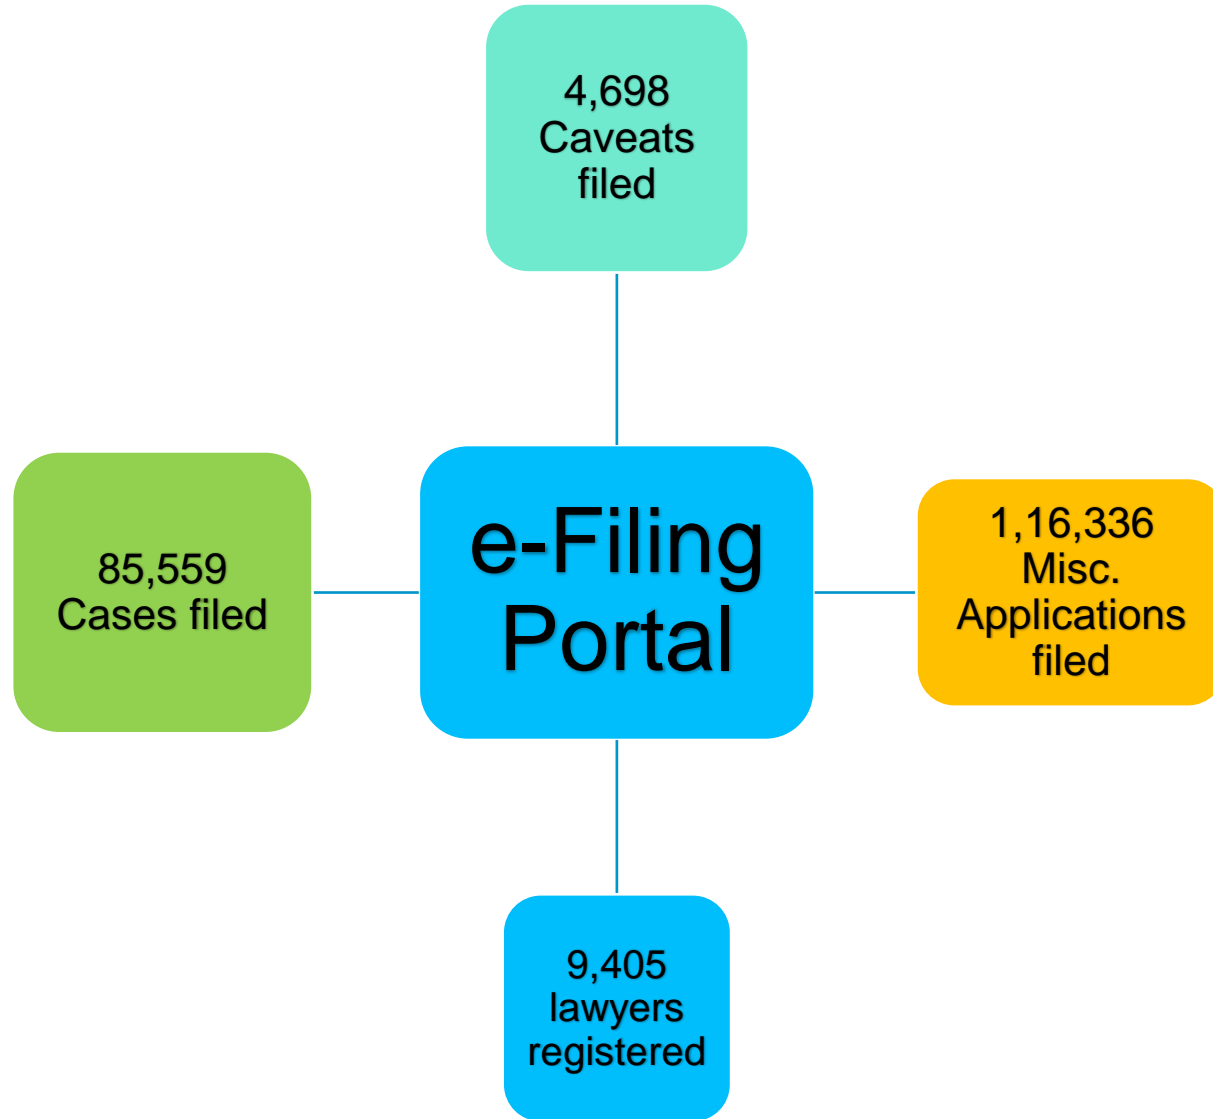 4,698
Caveats
filed
85,559
Cases filed
e-Filing
Portal
1,16,336
Misc.
Applications
filed
9,405
lawyers
registered